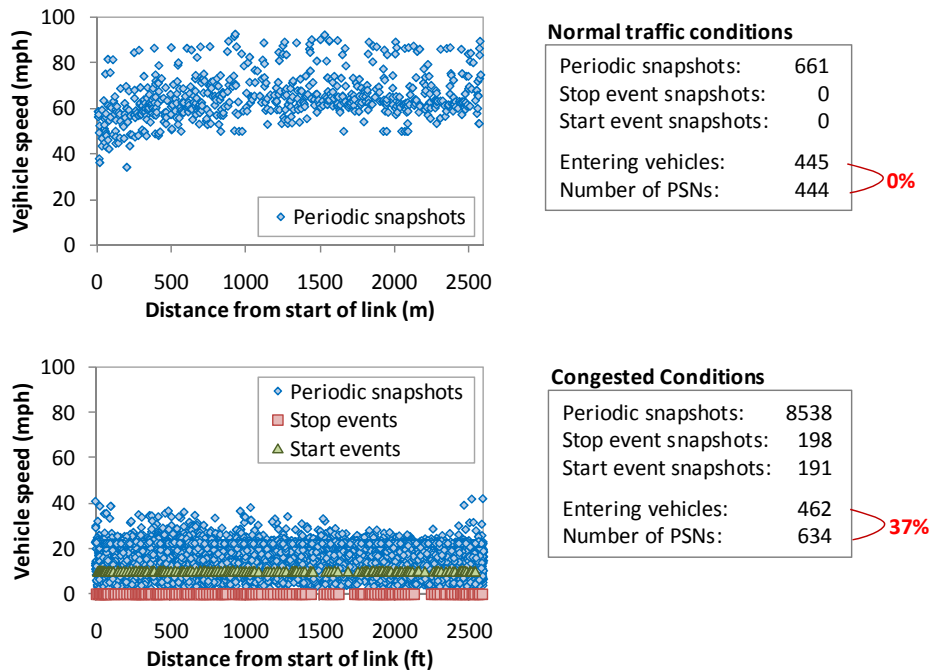 100
80
60
40
20
0
Vejhicle speed (mph)
Periodic snapshots
0 500 1000 1500 2000 2500
Distance from start of link (m)
Normal traffic conditions
Periodic snapshots: 661
Stop event snapshots: 0
Start event snapshots: 0
Entering vehicles: 445
Number of PSNs: 444
0%
100
80
60
40
20
0
Vehicle speed (mph)
Periodic snapshots
Stop events
Start events
0 500 1000 1500 2000 2500
Distance from start of link (ft)
Congested Conditions
Periodic snapshots: 8538
Stop event snapshots: 198
Start event snapshots: 191
Entering vehicles: 462
Number of PSNs: 634
37%